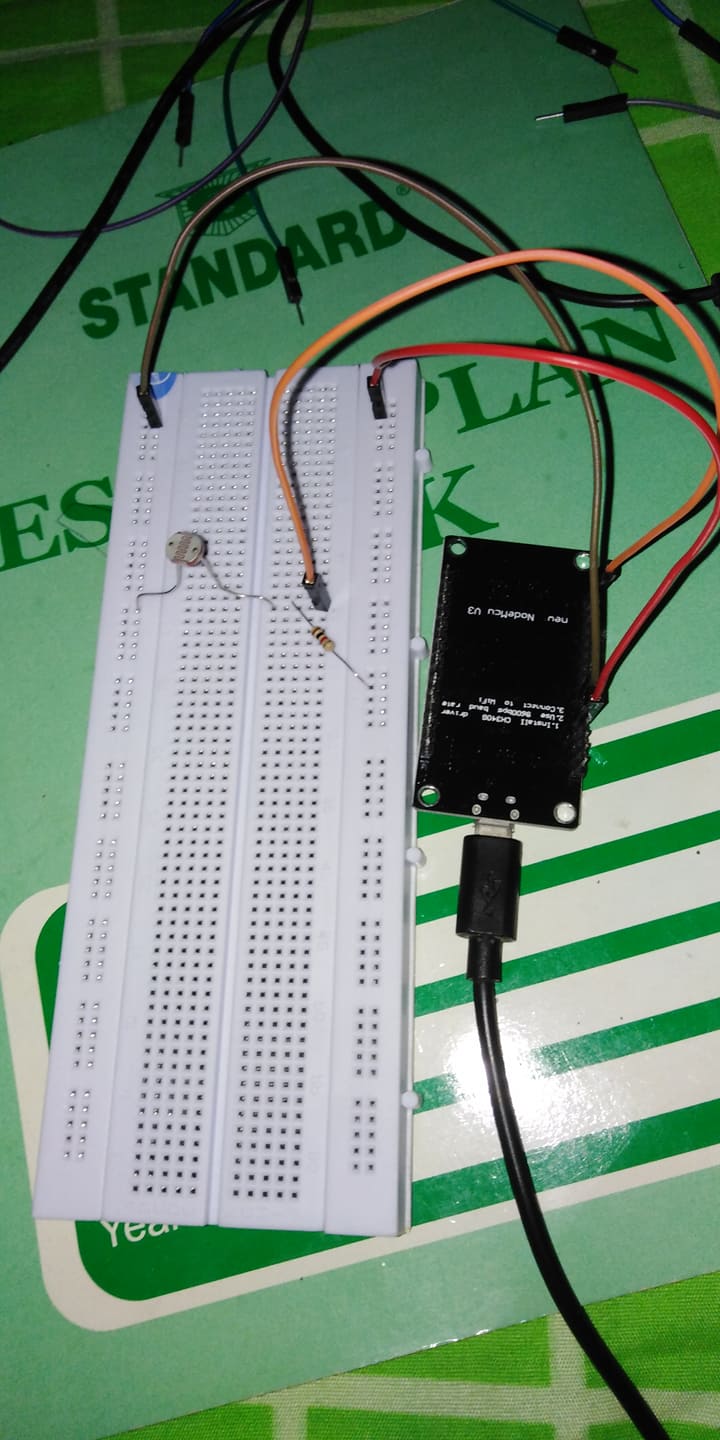 STANDARD®
PLAN
ES K
new NodeMcu V3
1.Install CH340G driver
2.Use 9600bps baud rate
3.Connect to WiFi
Year